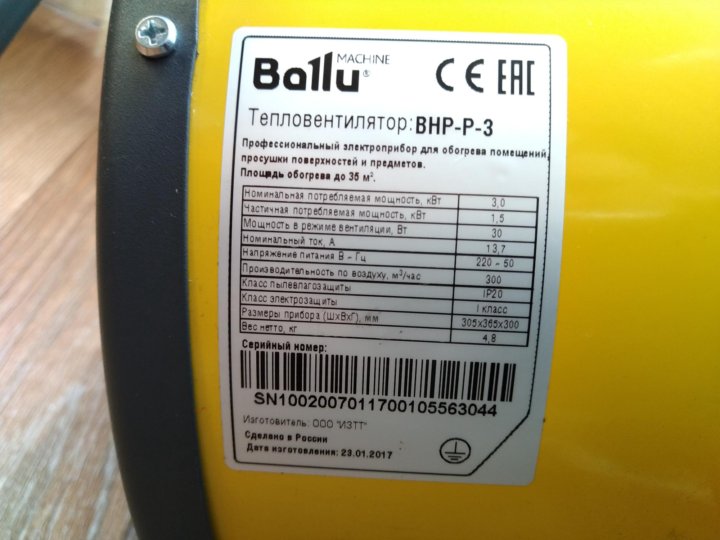 MACHINE
Ballu®
CE EAC
Тепловентилятор: BHP-P-3
Профессиональный электроприбор для обогрева помещений,
просушки поверхностей и предметов.
Площадь обогрева до 35 м².
Номинальная потребляемая мощность, кВт 3,0
Частичная потребляемая мощность, кВт 1,5
Мощность в режиме вентиляции, Вт 30
Номинальный ток, А 13,7
Напряжение питания В - Гц 220 - 50
Производительность по воздуху, м³/час 300
Класс пылевлагозащиты IP20
Класс электрозащиты I класс
Размеры прибора (ШхВхГ), мм 305х365х300
Вес нетто, кг 4,8
Серийный номер:
SN1002007011700105563044
Изготовитель: ООО "ИЗТТ"
Сделано в России
Дата изготовления: 23.01.2017